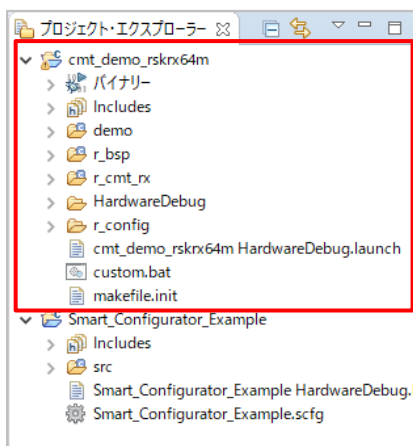 プロジェクト・エクスプローラー
cmt_demo_rskrx64m
バイナリー
Includes
demo
r_bsp
r_cmt_rx
HardwareDebug
r_config
cmt_demo_rskrx64m HardwareDebug.launch
custom.bat
makefile.init
Smart_Configurator_Example
Includes
src
Smart_Configurator_Example HardwareDebug.
Smart_Configurator_Example.scfg